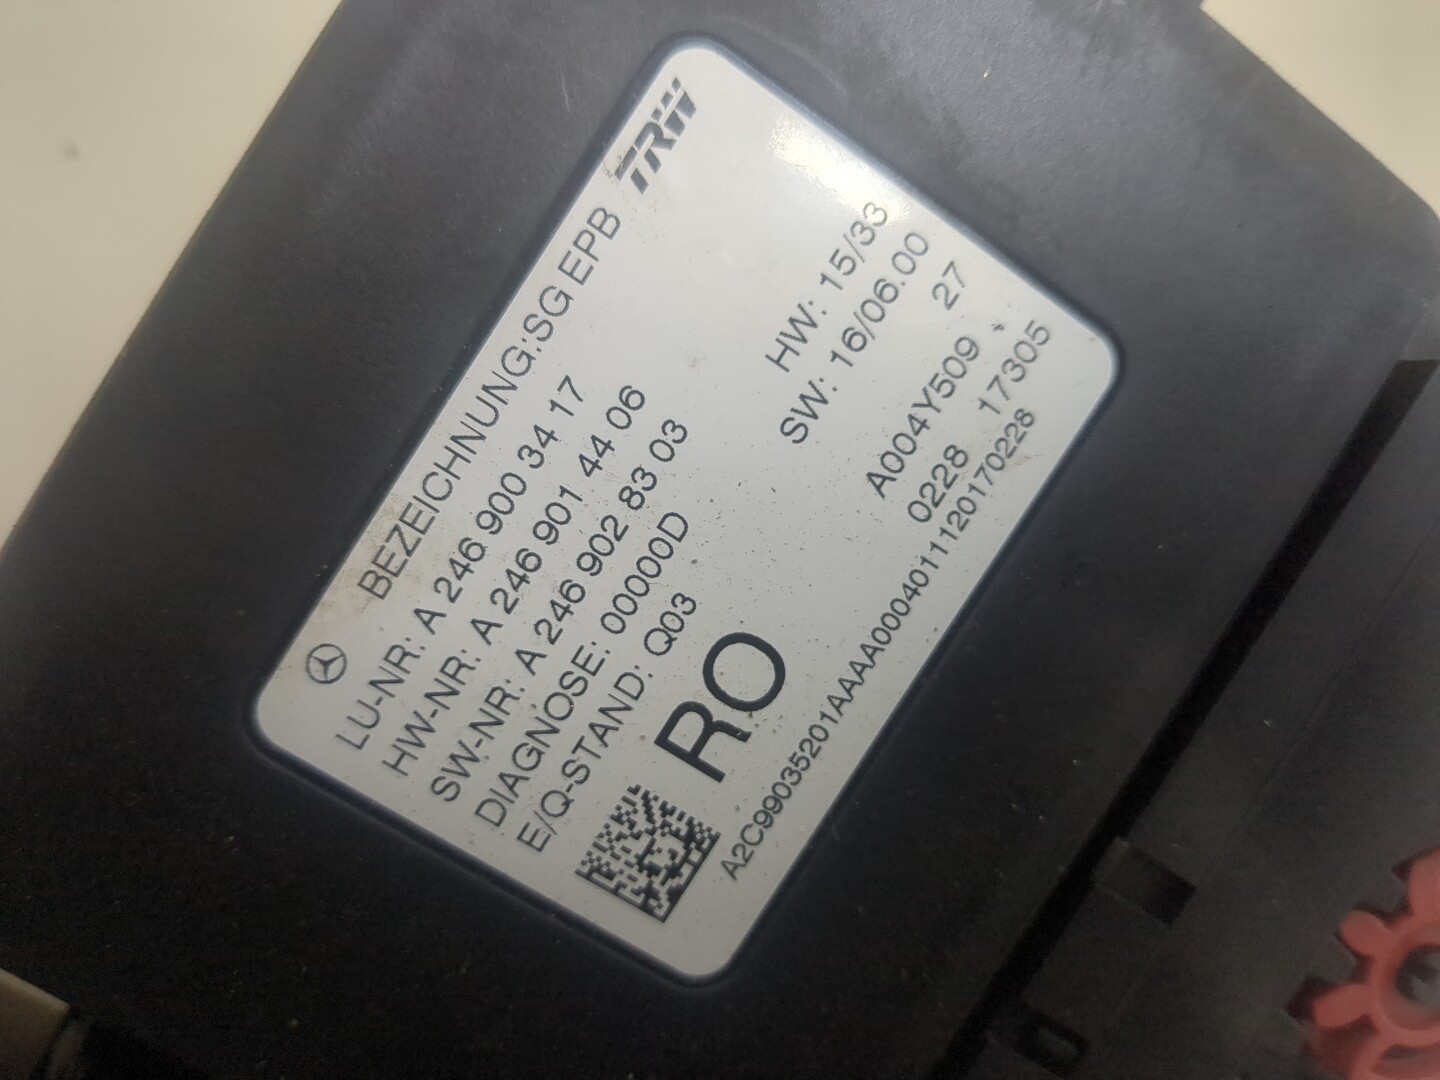 BEZEICHNUNG:SG EPB TRW
LU-NR: A 246 900 34 17
HW-NR: A 246 901 44 06
SW-NR: A 246 902 83 03
DIAGNOSE: 00000D HW: 15/33
E/Q-STAND: Q03 SW: 16/06.00
27
RO A004Y509 *
0228 17305
A2C99035201AAAA0004011120170228